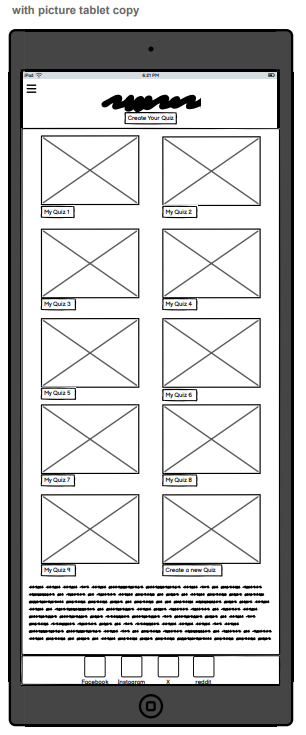 with picture tablet copy
iPad 6:21 PM
Create Your Quiz
My Quiz 1 My Quiz 2
My Quiz 3 My Quiz 4
My Quiz 5 My Quiz 6
My Quiz 7 My Quiz 8
My Quiz 9 Create a new Quiz
Facebook Instagram X reddit